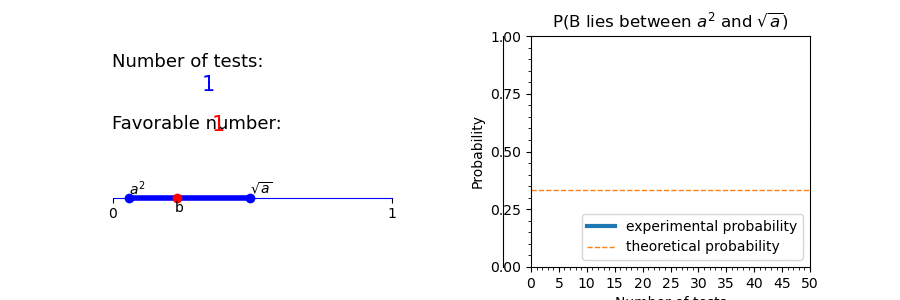 Number of tests:
1
Favorable number:
1
a² √a
b
0 1
P(B lies between a² and √a)
1.00
0.75
0.50
0.25
0.00
Probability
experimental probability
theoretical probability
0 5 10 15 20 25 30 35 40 45 50
Number of tests